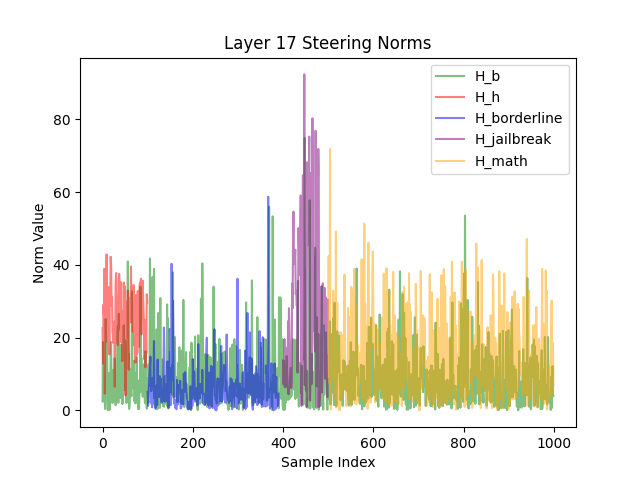 Layer 17 Steering Norms
H_b
H_h
H_borderline
H_jailbreak
H_math
Norm Value
80
60
40
20
0
0
200
400
600
800
1000
Sample Index